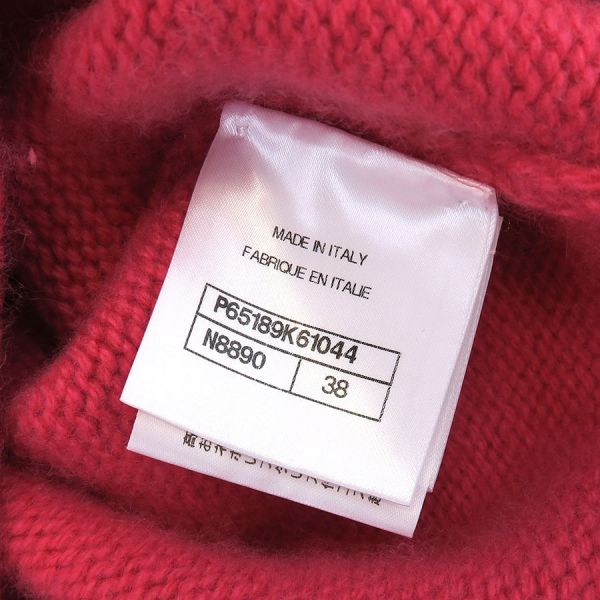 MADE IN ITALY
FABRIQUE EN ITALIE
P65189K61044
N8890 38